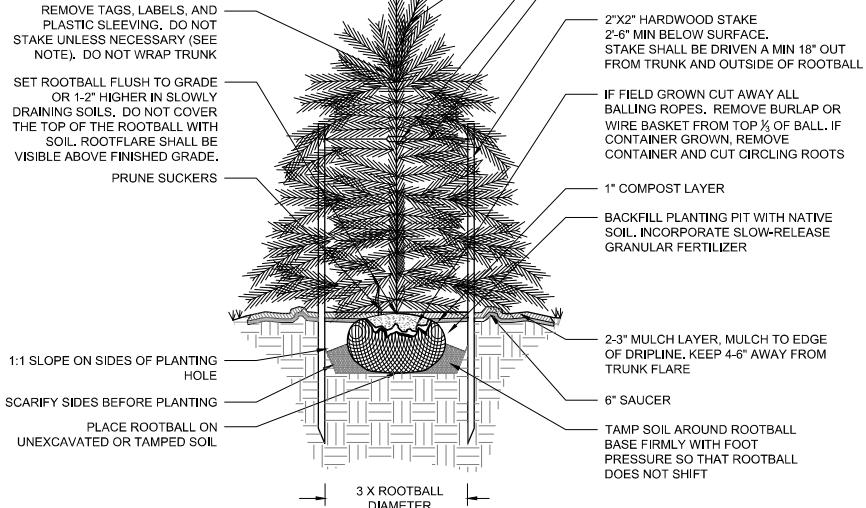 REMOVE TAGS, LABELS, AND
PLASTIC SLEEVING. DO NOT
STAKE UNLESS NECESSARY (SEE
NOTE). DO NOT WRAP TRUNK
SET ROOTBALL FLUSH TO GRADE
OR 1-2" HIGHER IN SLOWLY
DRAINING SOILS. DO NOT COVER
THE TOP OF THE ROOTBALL WITH
SOIL. ROOTFLARE SHALL BE
VISIBLE ABOVE FINISHED GRADE.
PRUNE SUCKERS
1:1 SLOPE ON SIDES OF PLANTING
HOLE
SCARIFY SIDES BEFORE PLANTING
PLACE ROOTBALL ON
UNEXCAVATED OR TAMPED SOIL
3 X ROOTBALL
DIAMETER
2"X2" HARDWOOD STAKE
2'-6" MIN BELOW SURFACE.
STAKE SHALL BE DRIVEN A MIN 18" OUT
FROM TRUNK AND OUTSIDE OF ROOTBALL
IF FIELD GROWN CUT AWAY ALL
BALLING ROPES. REMOVE BURLAP OR
WIRE BASKET FROM TOP ⅓ OF BALL. IF
CONTAINER GROWN, REMOVE
CONTAINER AND CUT CIRCLING ROOTS
1" COMPOST LAYER
BACKFILL PLANTING PIT WITH NATIVE
SOIL. INCORPORATE SLOW-RELEASE
GRANULAR FERTILIZER
2-3" MULCH LAYER, MULCH TO EDGE
OF DRIPLINE. KEEP 4-6" AWAY FROM
TRUNK FLARE
6" SAUCER
TAMP SOIL AROUND ROOTBALL
BASE FIRMLY WITH FOOT
PRESSURE SO THAT ROOTBALL
DOES NOT SHIFT